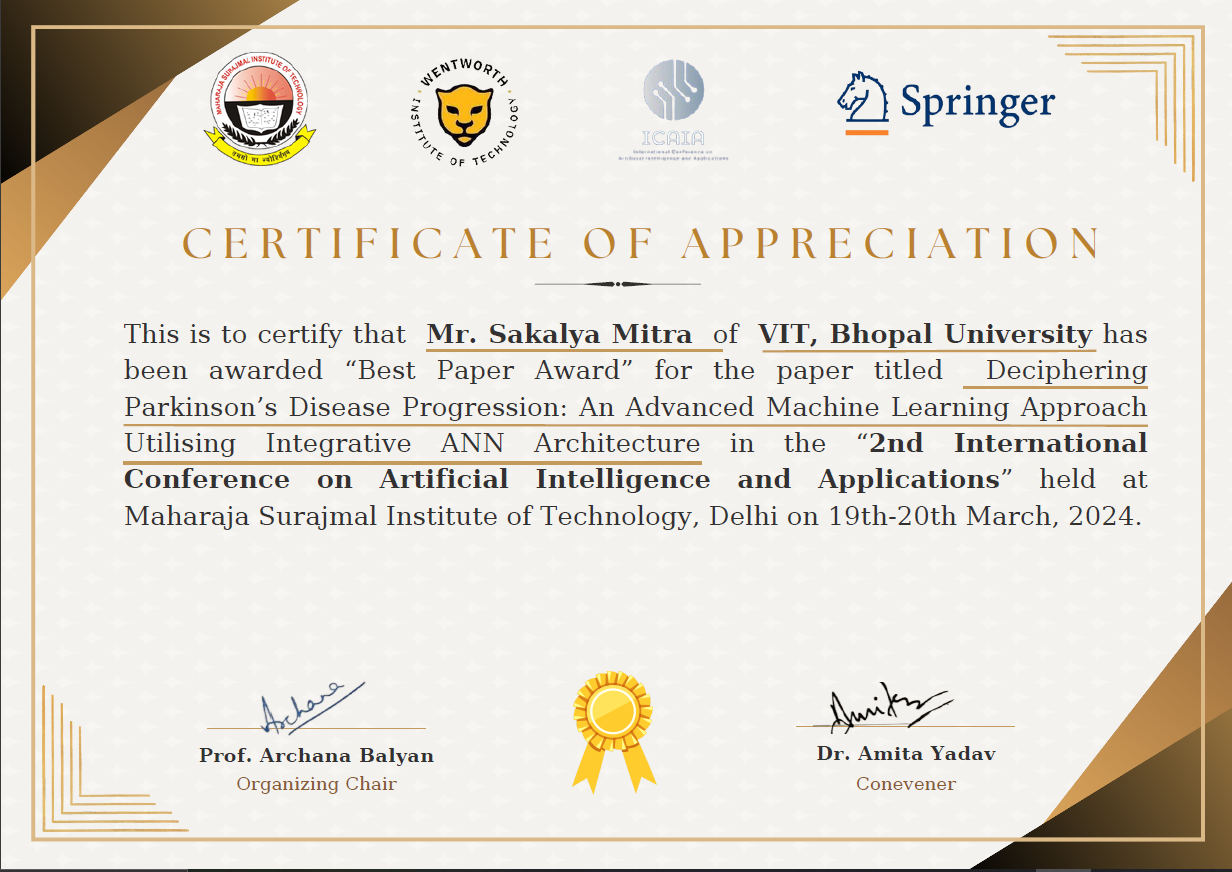 MAHARAJA SURAJMAL INSTITUTE OF TECHNOLOGY
तमसो मा ज्योतिर्गमय
WENTWORTH
INSTITUTE OF TECHNOLOGY
ICAIA
International Conference on
Artificial Intelligence and Applications
Springer
CERTIFICATE OF APPRECIATION
This is to certify that Mr. Sakalya Mitra of VIT, Bhopal University has
been awarded “Best Paper Award” for the paper titled Deciphering
Parkinson’s Disease Progression: An Advanced Machine Learning Approach
Utilising Integrative ANN Architecture in the “2nd International
Conference on Artificial Intelligence and Applications” held at
Maharaja Surajmal Institute of Technology, Delhi on 19th-20th March, 2024.
Archana
Prof. Archana Balyan
Organizing Chair
Dr. Amita Yadav
Conevener